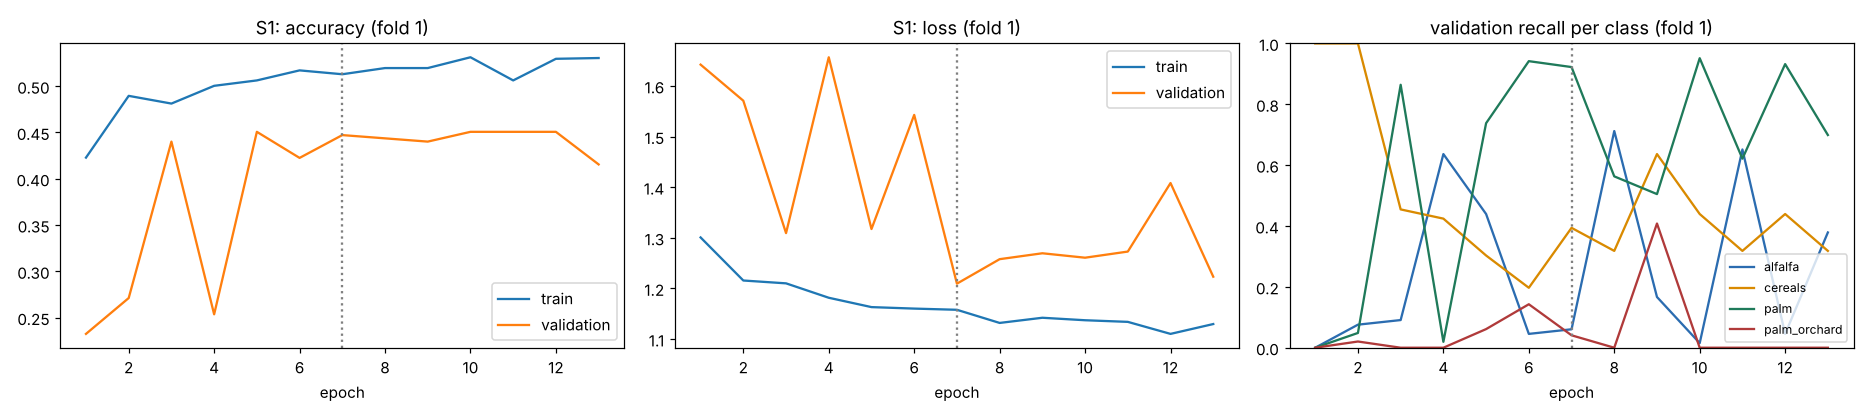 S1: accuracy (fold 1)
0.50
0.45
0.40
0.35
0.30
0.25
train
validation
2 4 6 8 10 12
epoch
S1: loss (fold 1)
1.6
1.5
1.4
1.3
1.2
1.1
train
validation
2 4 6 8 10 12
epoch
validation recall per class (fold 1)
1.0
0.8
0.6
0.4
0.2
0.0
alfalfa
cereals
palm
palm_orchard
2 4 6 8 10 12
epoch